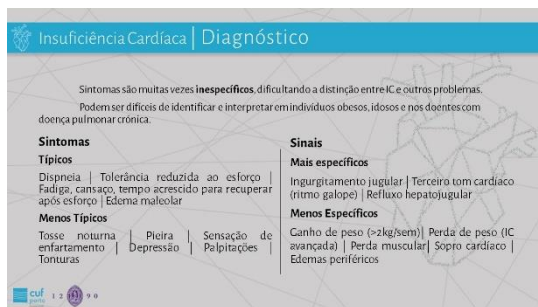 Insuficiência Cardíaca | Diagnóstico
Sintomas são muitas vezes inespecíficos, dificultando a distinção entre IC e outros problemas.
Podem ser difíceis de identificar e interpretar em indivíduos obesos, idosos e nos doentes com
doença pulmonar crónica.
Sintomas
Típicos
Dispneia | Tolerância reduzida ao esforço |
Fadiga, cansaço, tempo acrescido para recuperar
após esforço | Edema maleolar
Menos Típicos
Tosse noturna | Pieira | Sensação de
enfartamento | Depressão | Palpitações |
Tonturas
Sinais
Mais específicos
Ingurgitamento jugular | Terceiro tom cardíaco
(ritmo galope) | Refluxo hepatojugular
Menos Específicos
Ganho de peso (>2kg/sem) | Perda de peso (IC
avançada) | Perda muscular | Sopro cardíaco |
Edemas periféricos
cuf
porto
1290